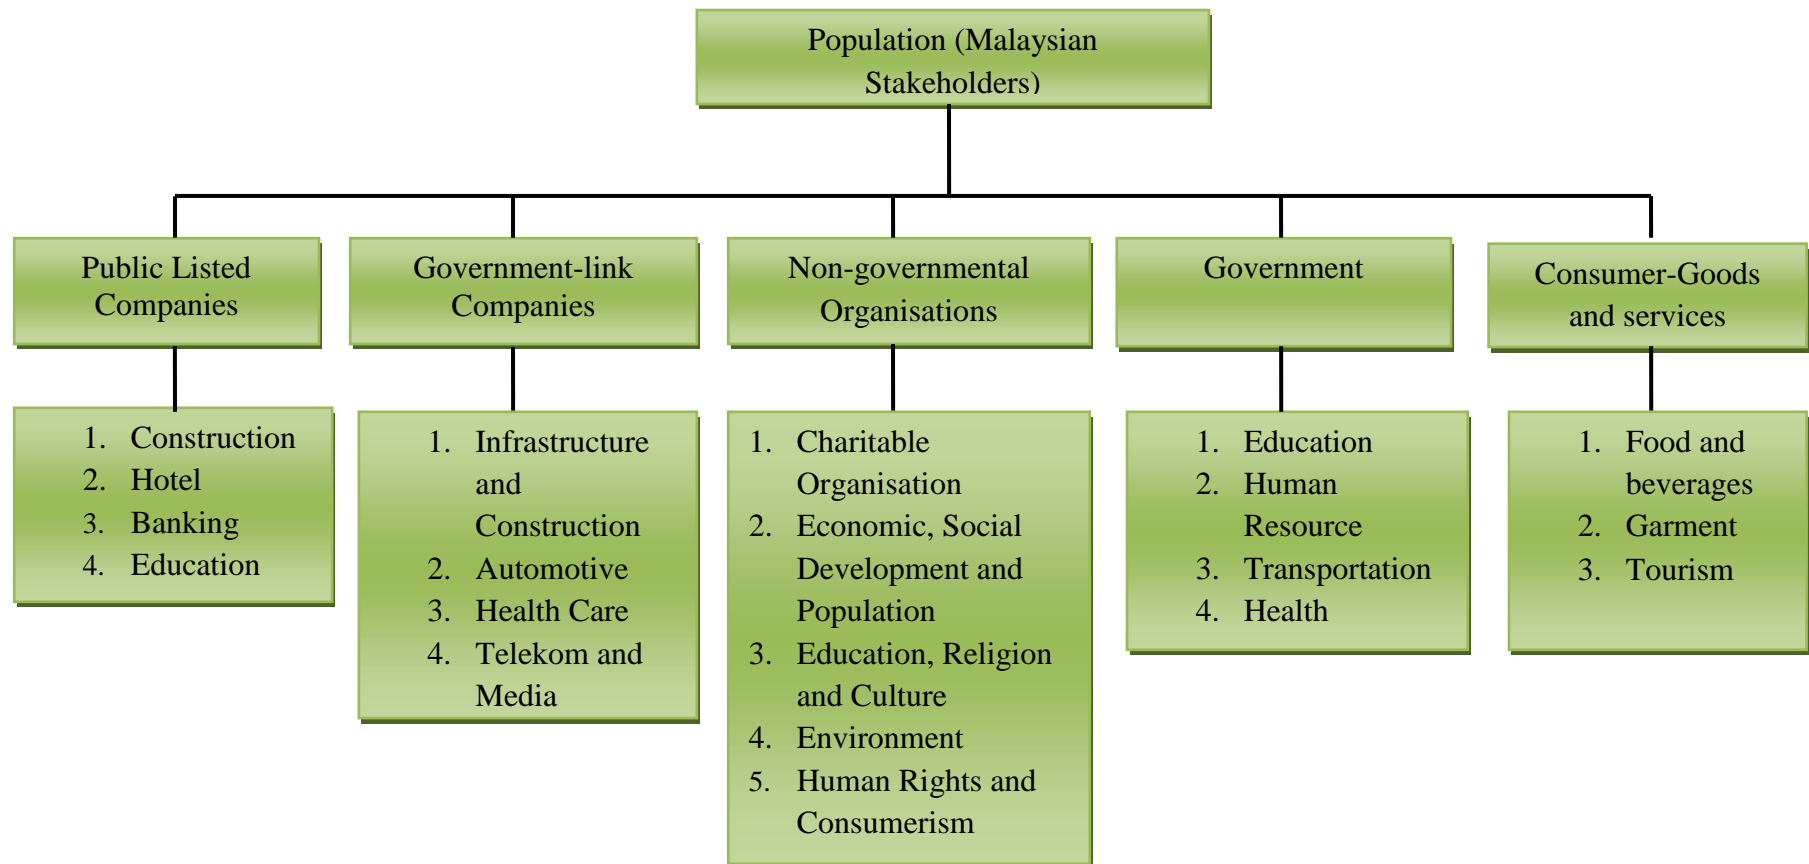 Population (Malaysian
Stakeholders)
Public Listed
Companies
Government-link
Companies
Non-governmental
Organisations
Government
Consumer-Goods
and services
1. Construction
2. Hotel
3. Banking
4. Education
1. Infrastructure
and
Construction
2. Automotive
3. Health Care
4. Telekom and
Media
1. Charitable
Organisation
2. Economic, Social
Development and
Population
3. Education, Religion
and Culture
4. Environment
5. Human Rights and
Consumerism
1. Education
2. Human
Resource
3. Transportation
4. Health
1. Food and
beverages
2. Garment
3. Tourism